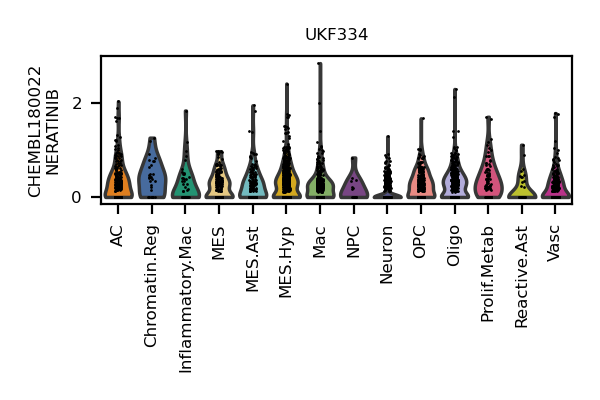 UKF334
CHEMBL180022
NERATINIB
2
0
AC
Chromatin.Reg
Inflammatory.Mac
MES
MES.Ast
MES.Hyp
Mac
NPC
Neuron
OPC
Oligo
Prolif.Metab
Reactive.Ast
Vasc